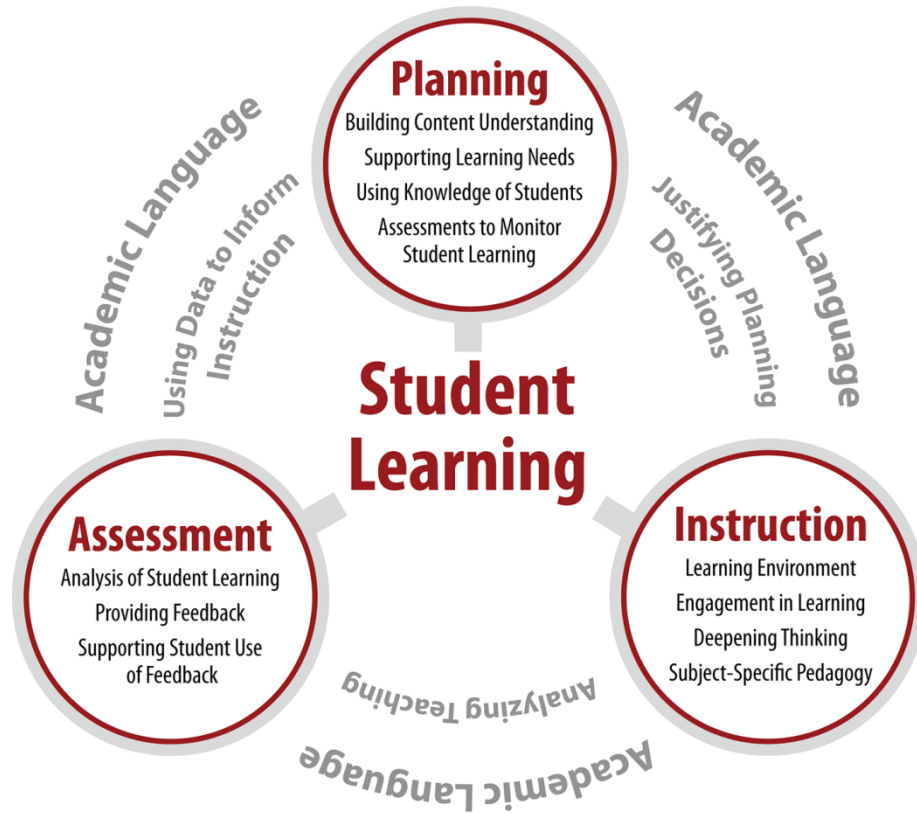 Planning
Building Content Understanding
Supporting Learning Needs
Using Knowledge of Students
Assessments to Monitor
Student Learning
Academic Language
Using Data to Inform
Instruction
Academic Language
Justifying Planning
Decisions
Student
Learning
Assessment
Analysis of Student Learning
Providing Feedback
Supporting Student Use
of Feedback
Instruction
Learning Environment
Engagement in Learning
Deepening Thinking
Subject-Specific Pedagogy
Analyzing Teaching
Academic Language